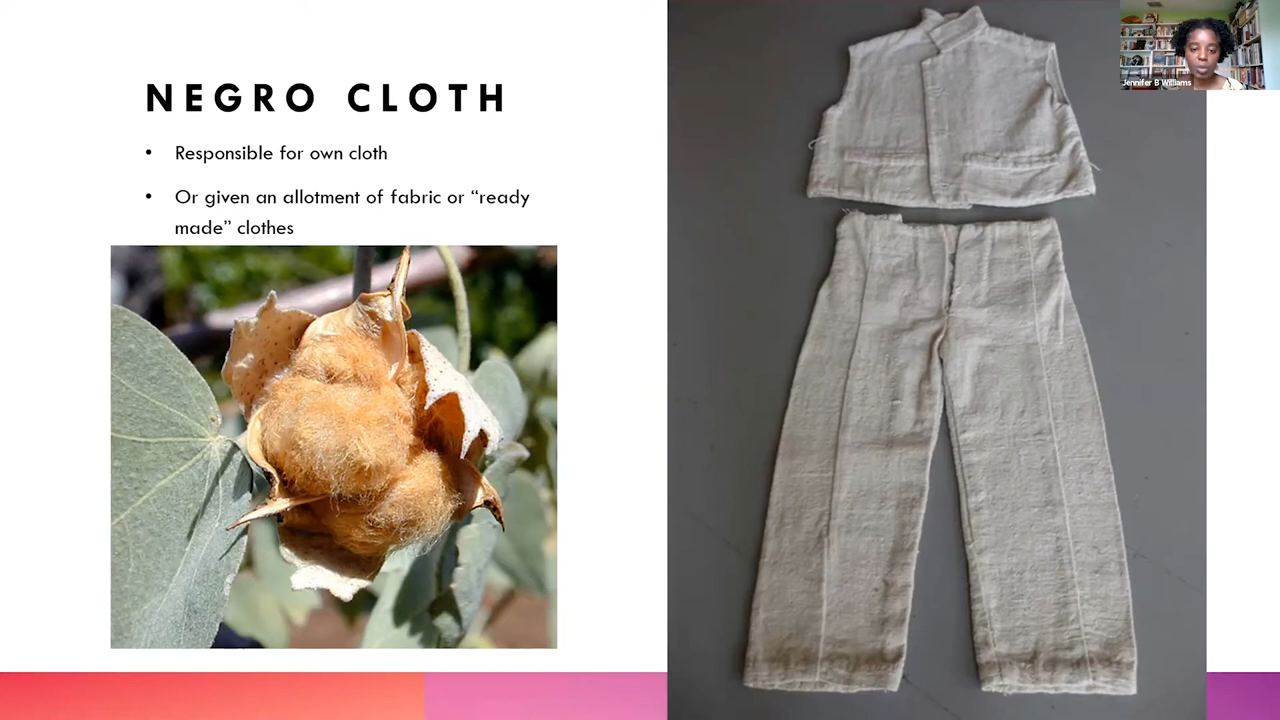 NEGRO CLOTH
• Responsible for own cloth
• Or given an allotment of fabric or “ready
made” clothes
Jennifer B Williams